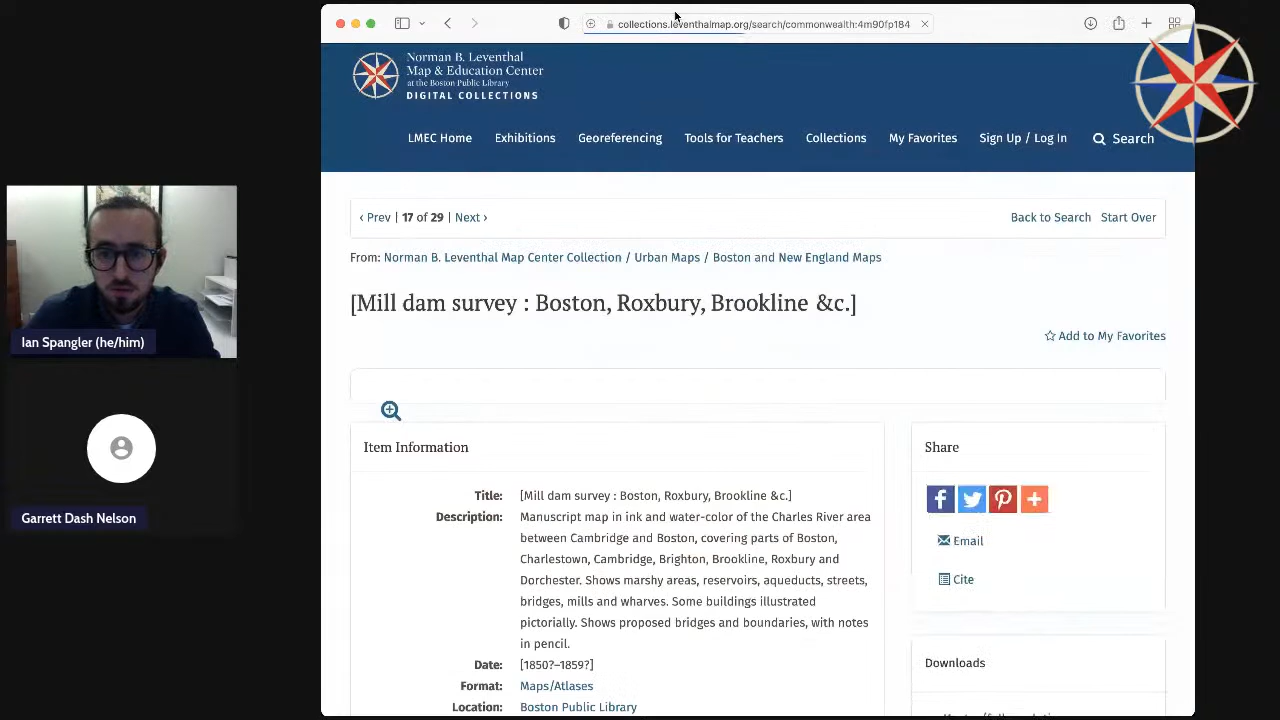 collections.leventhalmap.org/search/commonwealth:4m90fp184
Norman B. Leventhal
Map & Education Center
at the Boston Public Library
DIGITAL COLLECTIONS
LMEC Home Exhibitions Georeferencing Tools for Teachers Collections My Favorites Sign Up / Log In Search
‹ Prev | 17 of 29 | Next › Back to Search Start Over
From: Norman B. Leventhal Map Center Collection / Urban Maps / Boston and New England Maps
[Mill dam survey : Boston, Roxbury, Brookline &c.]
Add to My Favorites
Item Information
Title: [Mill dam survey : Boston, Roxbury, Brookline &c.]
Description: Manuscript map in ink and water-color of the Charles River area
between Cambridge and Boston, covering parts of Boston,
Charlestown, Cambridge, Brighton, Brookline, Roxbury and
Dorchester. Shows marshy areas, reservoirs, aqueducts, streets,
bridges, mills and wharves. Some buildings illustrated
pictorially. Shows proposed bridges and boundaries, with notes
in pencil.
Date: [1850?–1859?]
Format: Maps/Atlases
Location: Boston Public Library
Share
Email
Cite
Downloads
Ian Spangler (he/him)
Garrett Dash Nelson